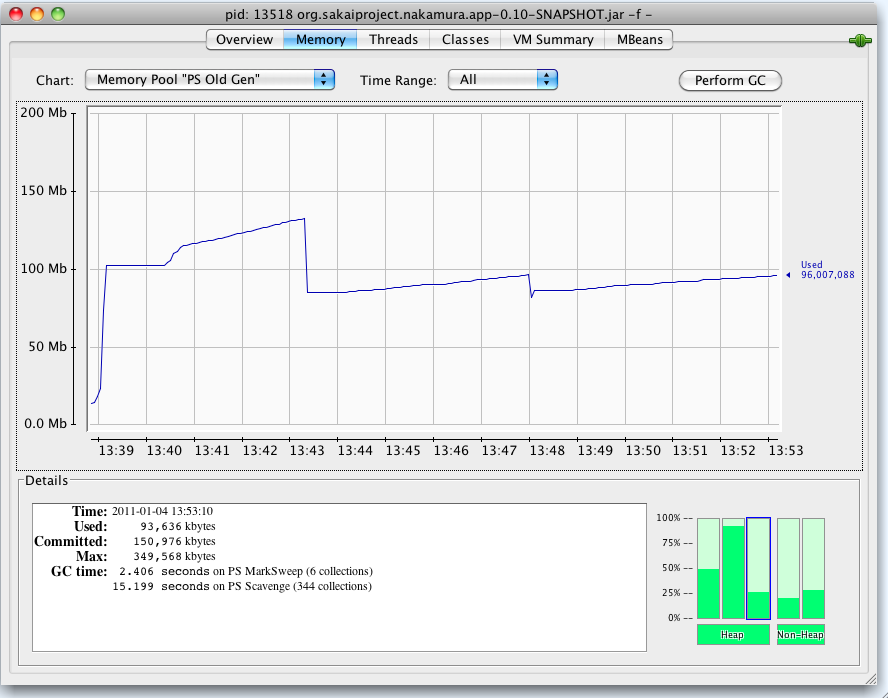 pid: 13518 org.sakaiproject.nakamura.app-0.10-SNAPSHOT.jar -f -
Overview Memory Threads Classes VM Summary MBeans
Chart: Memory Pool "PS Old Gen" Time Range: All Perform GC
200 Mb
150 Mb
100 Mb
50 Mb
0.0 Mb
Used
96,007,088
13:39 13:40 13:41 13:42 13:43 13:44 13:45 13:46 13:47 13:48 13:49 13:50 13:51 13:52 13:53
Details
Time: 2011-01-04 13:53:10
Used: 93,636 kbytes
Committed: 150,976 kbytes
Max: 349,568 kbytes
GC time: 2.406 seconds on PS MarkSweep (6 collections)
15.199 seconds on PS Scavenge (344 collections)
100% --
75% --
50% --
25% --
0% --
Heap Non-Heap